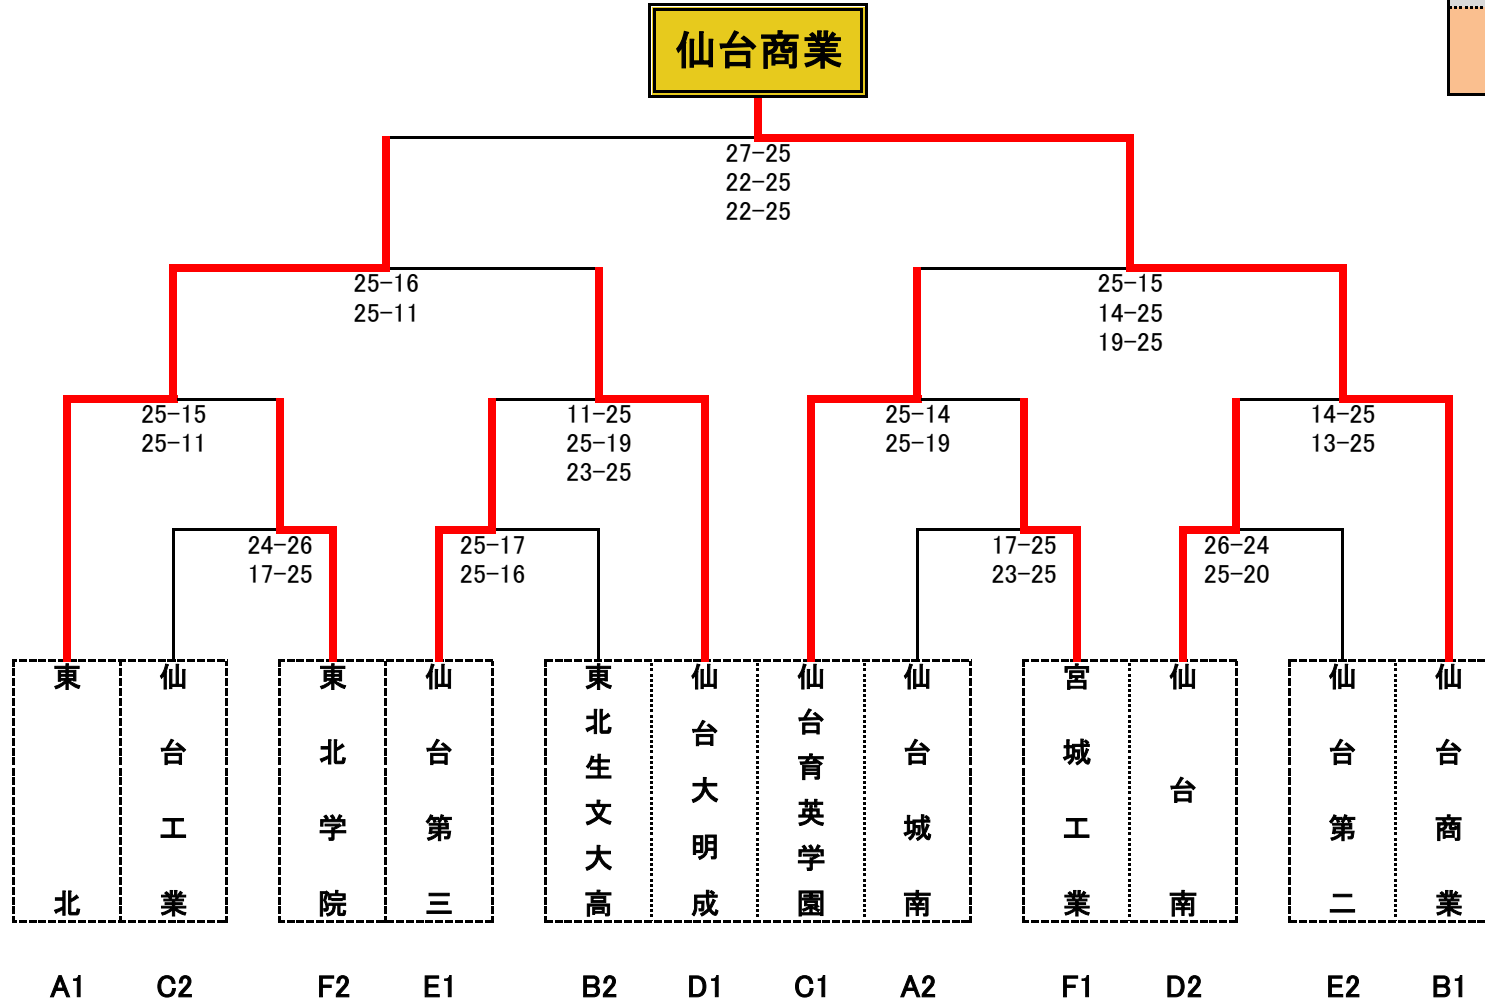 仙台商業
27-25
22-25
22-25
25-16
25-11
25-15
14-25
19-25
25-15
25-11
11-25
25-19
23-25
25-14
25-19
14-25
13-25
24-26
17-25
25-17
25-16
17-25
23-25
26-24
25-20
東北
仙台工業
東北学院
仙台第三
東北生文大高
仙台大明成
仙台育英学園
仙台城南
宮城工業
仙台南
仙台第二
仙台商業
A1
C2
F2
E1
B2
D1
C1
A2
F1
D2
E2
B1